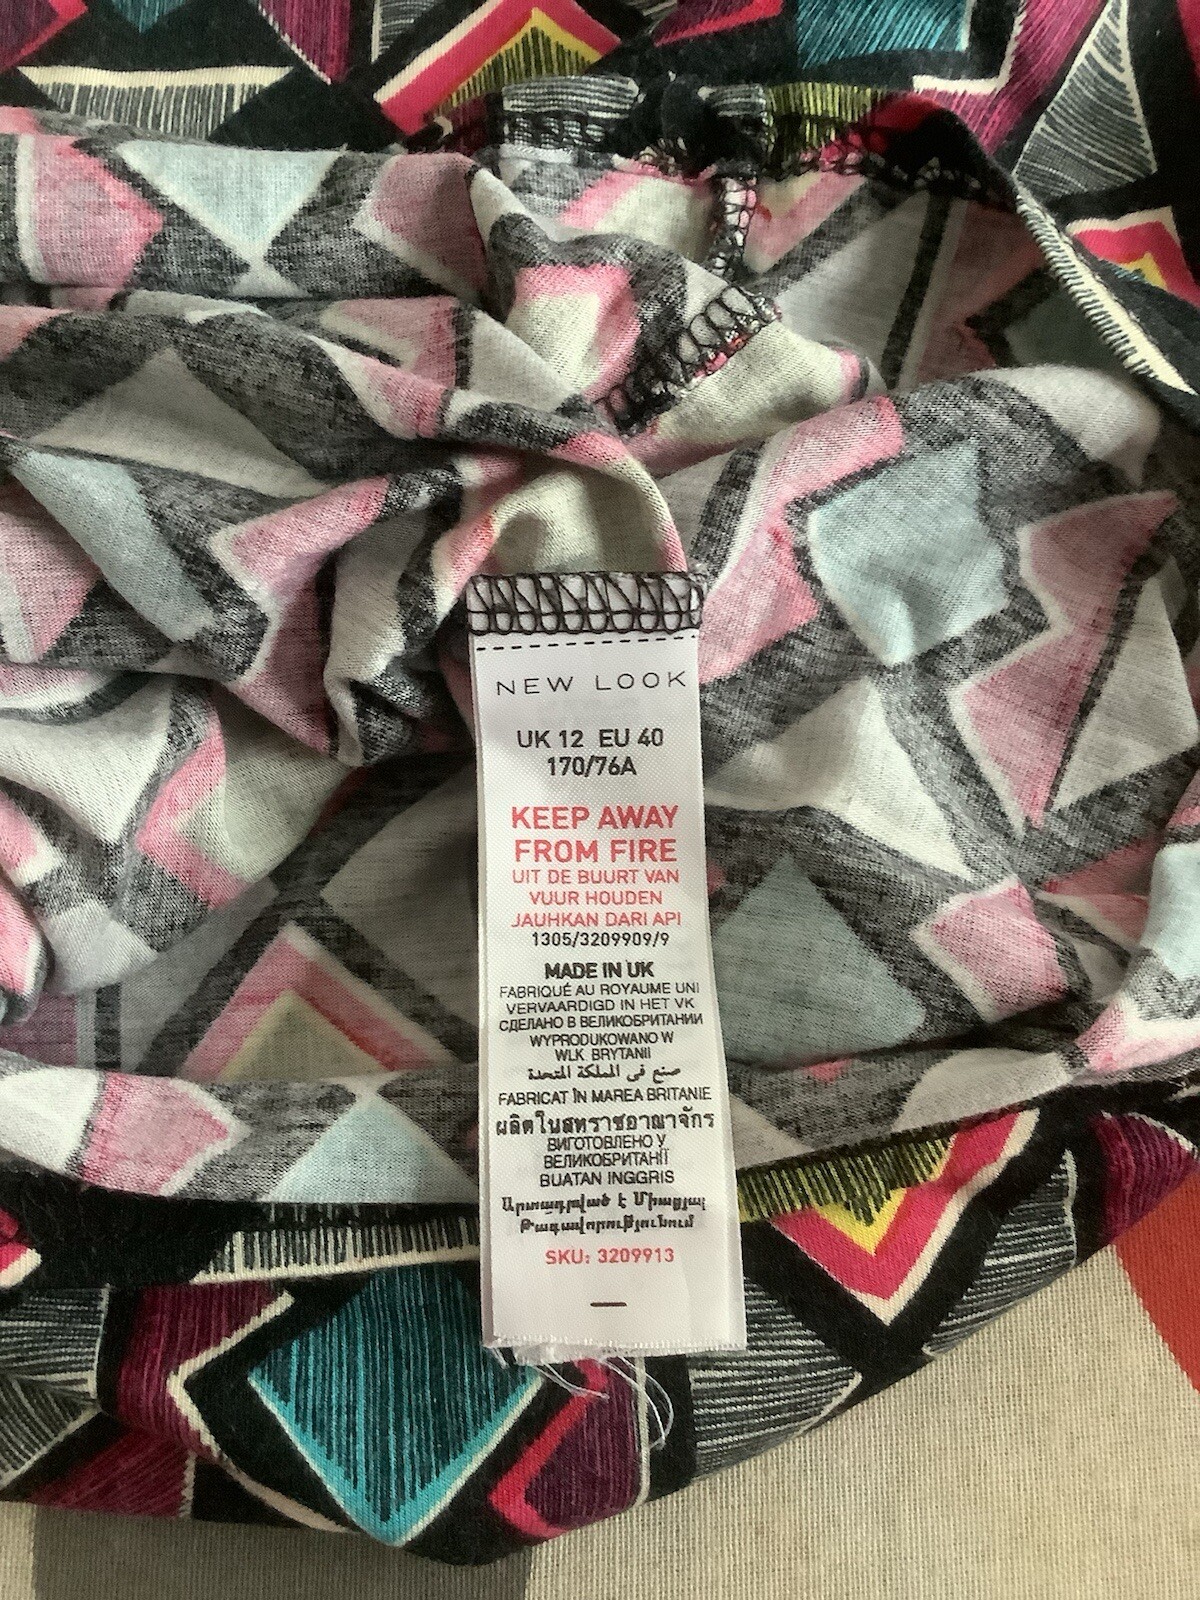 NEW LOOK
UK 12 EU 40
170/76A
KEEP AWAY
FROM FIRE
UIT DE BUURT VAN
VUUR HOUDEN
JAUHKAN DARI API
1305/3209909/9
MADE IN UK
FABRIQUÉ AU ROYAUME UNI
VERVAARDIGD IN HET VK
СДЕЛАНО В ВЕЛИКОБРИТАНИИ
WYPRODUKOWANO W
WLK BRYTANII
صنع في المملكة المتحدة
FABRICAT ÎN MAREA BRITANIE
ผลิตในสหราชอาณาจักร
ВИГОТОВЛЕНО У
ВЕЛИКОБРИТАНІЇ
BUATAN INGGRIS
Արտադրված է Միացյալ
Թագավորությունում
SKU: 3209913